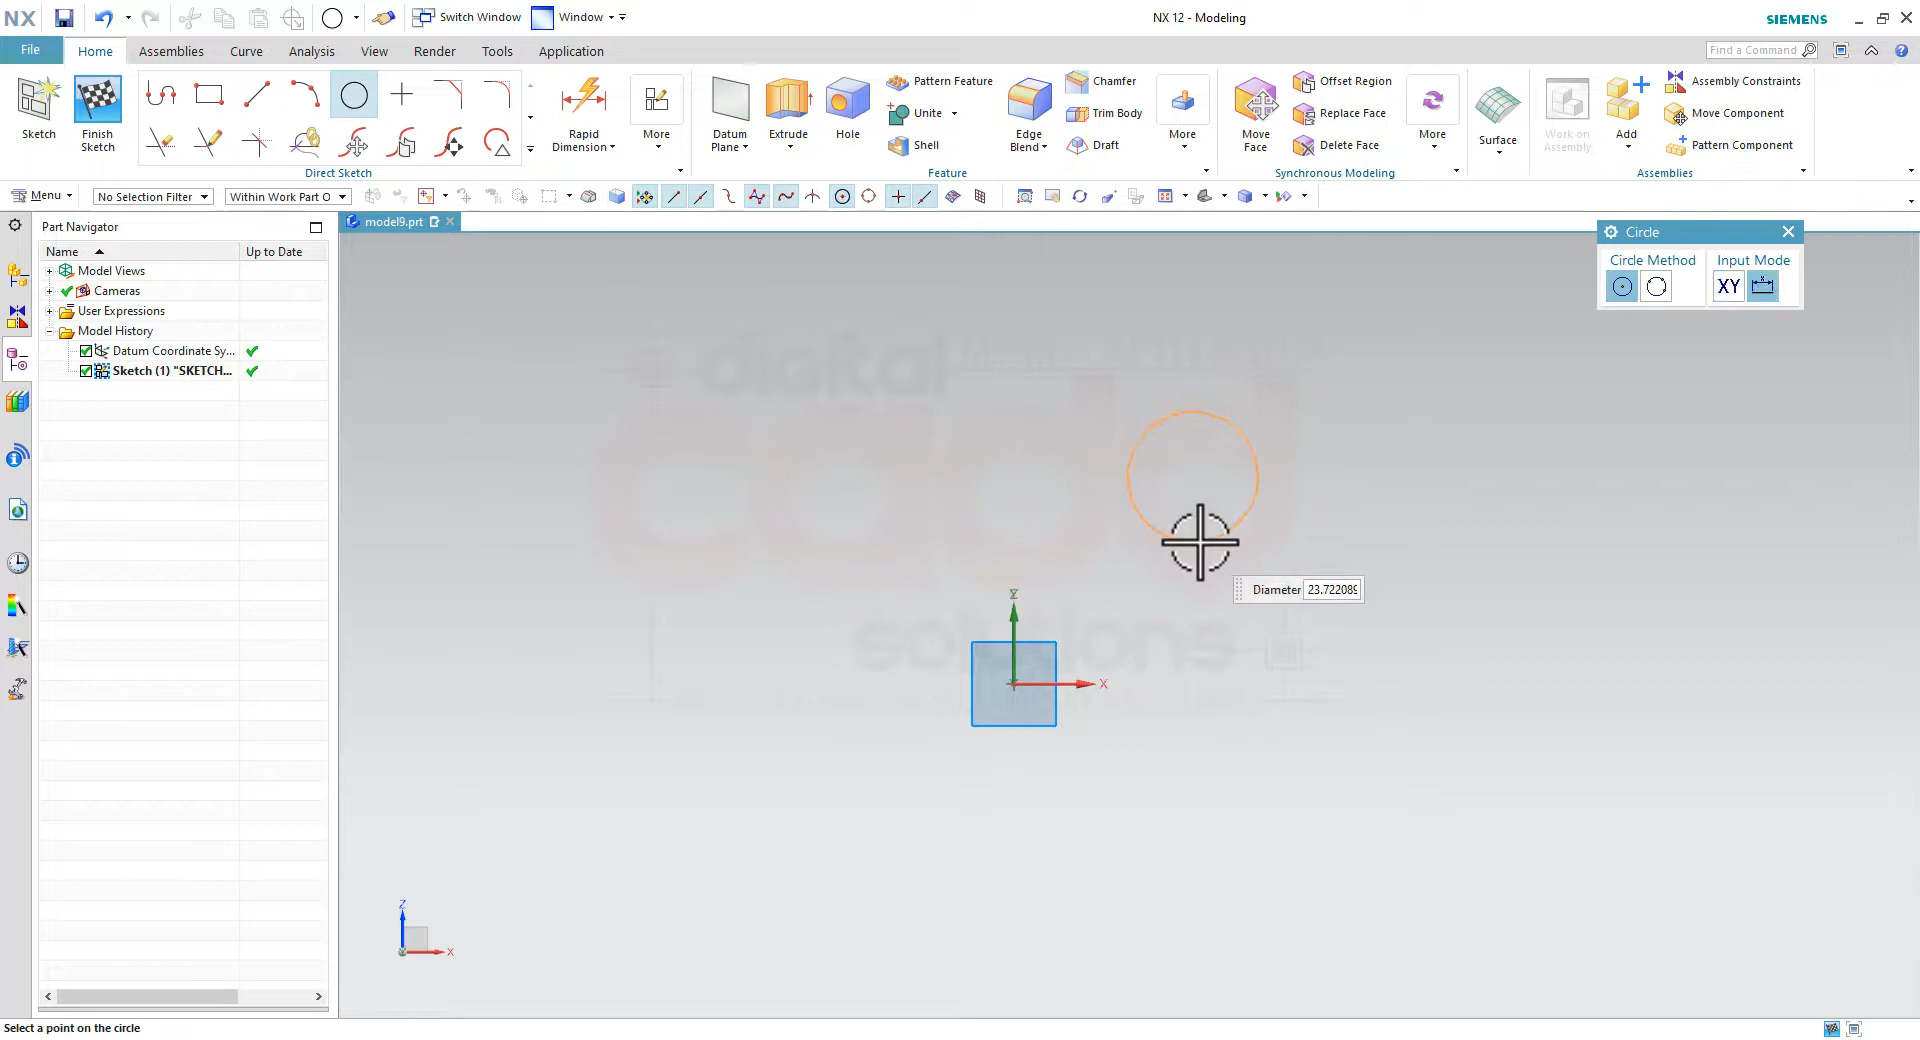 NX
Switch Window
Window
NX 12 - Modeling
SIEMENS
File
Home
Assemblies
Curve
Analysis
View
Render
Tools
Application
Find a Command
Sketch
Finish
Sketch
Rapid
Dimension
More
Direct Sketch
Datum
Plane
Extrude
Hole
Pattern Feature
Unite
Shell
Edge
Blend
Chamfer
Trim Body
Draft
More
Feature
Move
Face
Offset Region
Replace Face
Delete Face
More
Synchronous Modeling
Surface
Work on
Assembly
Add
Assembly Constraints
Move Component
Pattern Component
Assemblies
Menu
No Selection Filter
Within Work Part O
Part Navigator
Name
Up to Date
Model Views
Cameras
User Expressions
Model History
Datum Coordinate Sy...
Sketch (1) "SKETCH...
model9.prt
Circle
Circle Method
Input Mode
XY
digital
cadd
solutions
Diameter 23.722089
X
Z
X
Select a point on the circle